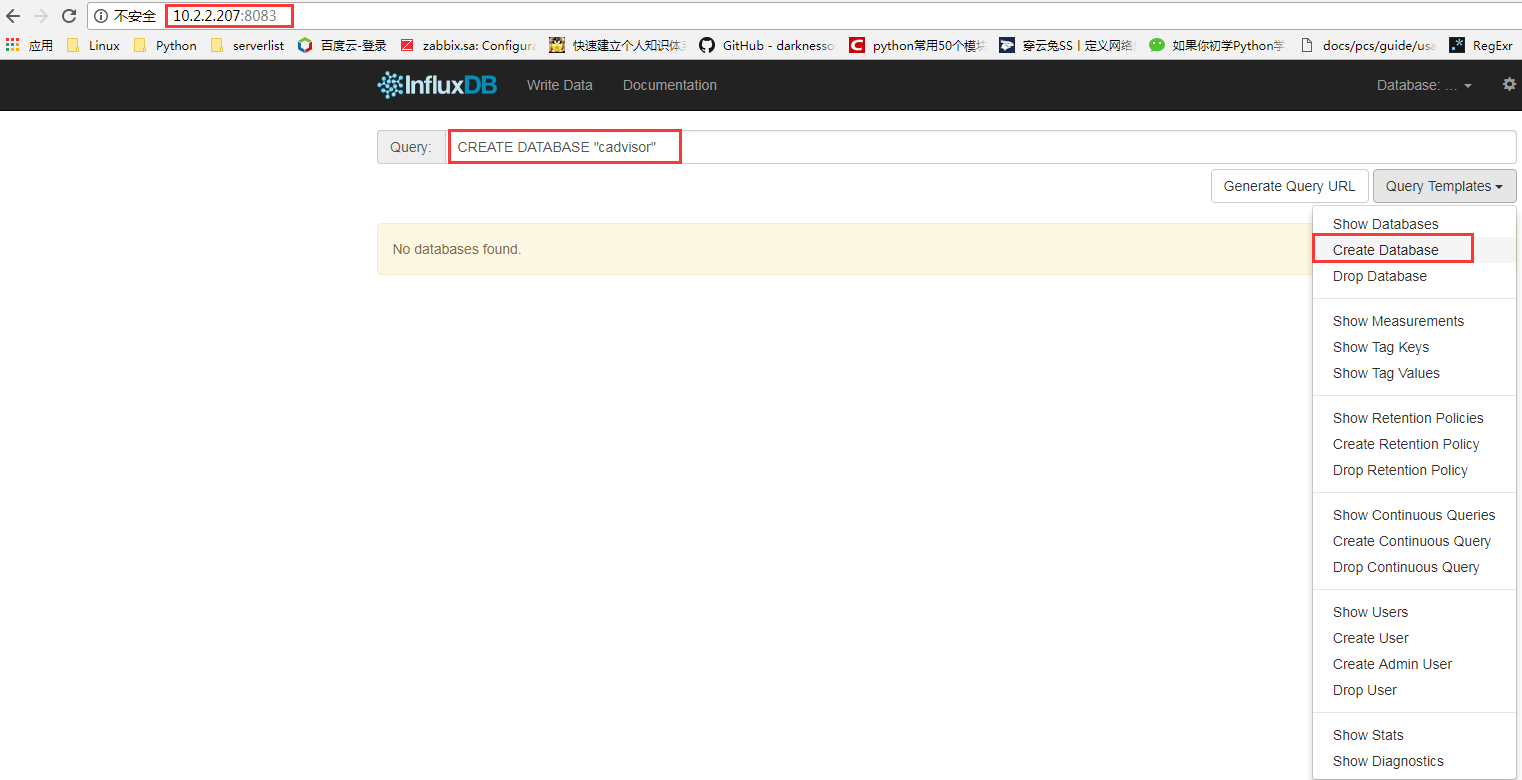 不安全 10.2.2.207:8083
应用 Linux Python serverlist 百度云-登录 zabbix.sa: Configura 快速建立个人知识体 GitHub - darknesso python常用50个模块 穿云兔SS丨定义网络 如果你初学Python学 docs/pcs/guide/usa RegExr
InfluxDB Write Data Documentation Database: ...
Query: CREATE DATABASE "cadvisor"
Generate Query URL Query Templates
No databases found.
Show Databases
Create Database
Drop Database
Show Measurements
Show Tag Keys
Show Tag Values
Show Retention Policies
Create Retention Policy
Drop Retention Policy
Show Continuous Queries
Create Continuous Query
Drop Continuous Query
Show Users
Create User
Create Admin User
Drop User
Show Stats
Show Diagnostics